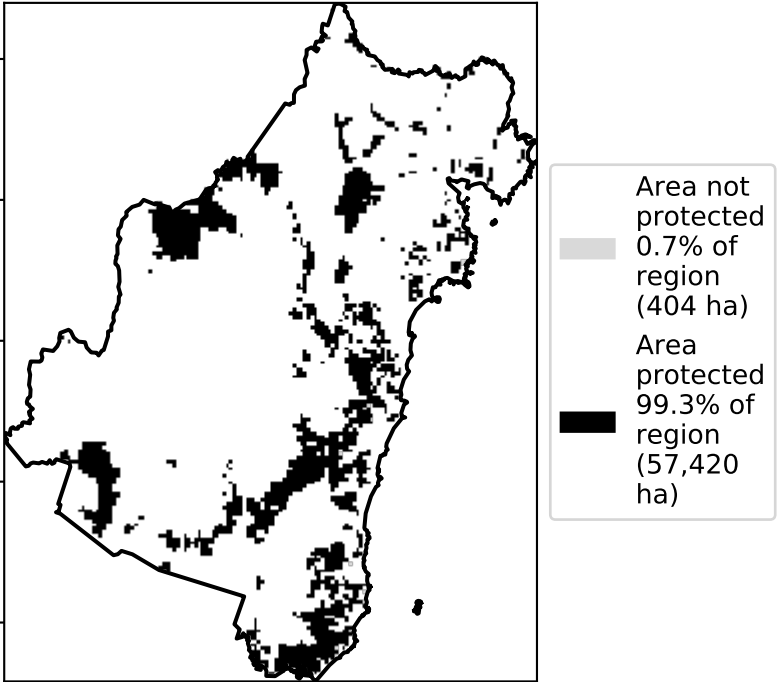 Area not
protected
0.7% of
region
(404 ha)
Area
protected
99.3% of
region
(57,420
ha)